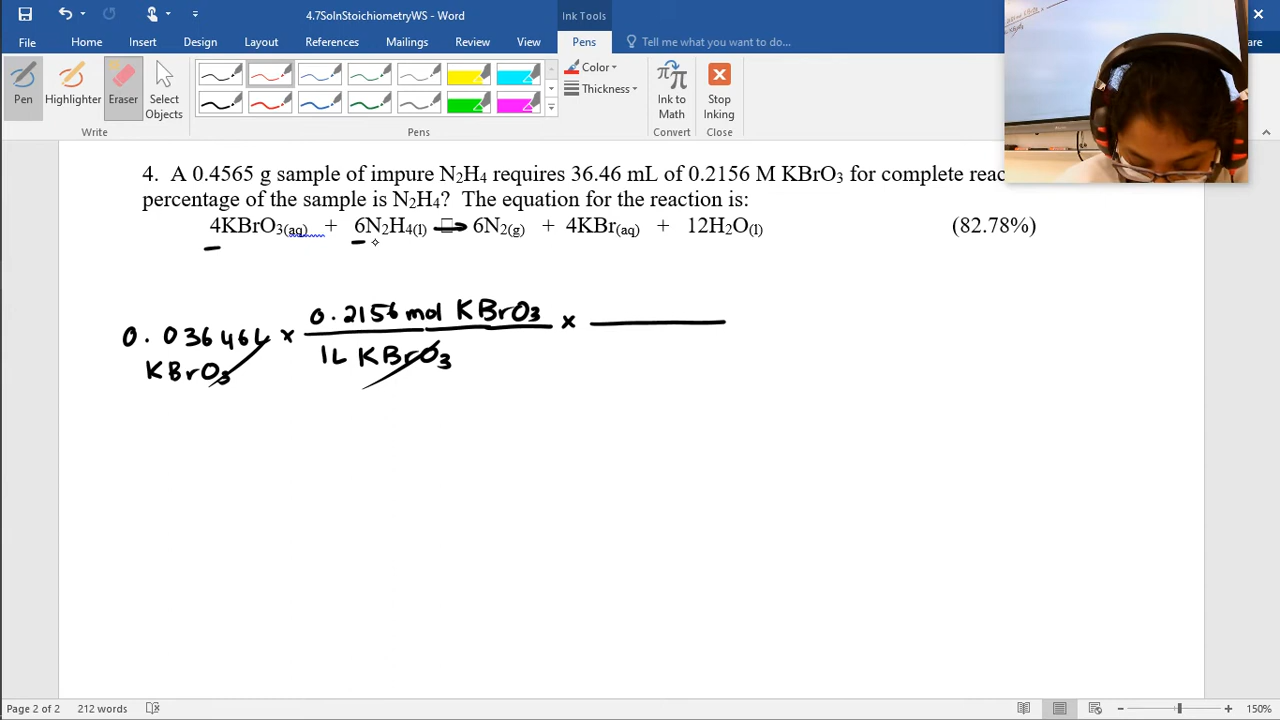 4.7SolnStoichiometryWS - Word
Ink Tools
File Home Insert Design Layout References Mailings Review View Pens Tell me what you want to do...
Pen Highlighter Eraser Select Objects
Color
Thickness
Ink to Math
Stop Inking
Write Pens Convert Close
4. A 0.4565 g sample of impure N2H4 requires 36.46 mL of 0.2156 M KBrO3 for complete
percentage of the sample is N2H4? The equation for the reaction is:
4KBrO3(aq) + 6N2H4(l) → 6N2(g) + 4KBr(aq) + 12H2O(l) (82.78%)
0.03646L × 0.2156 mol KBrO3 ×
KBrO3 1L KBrO3
Page 2 of 2 212 words 150%